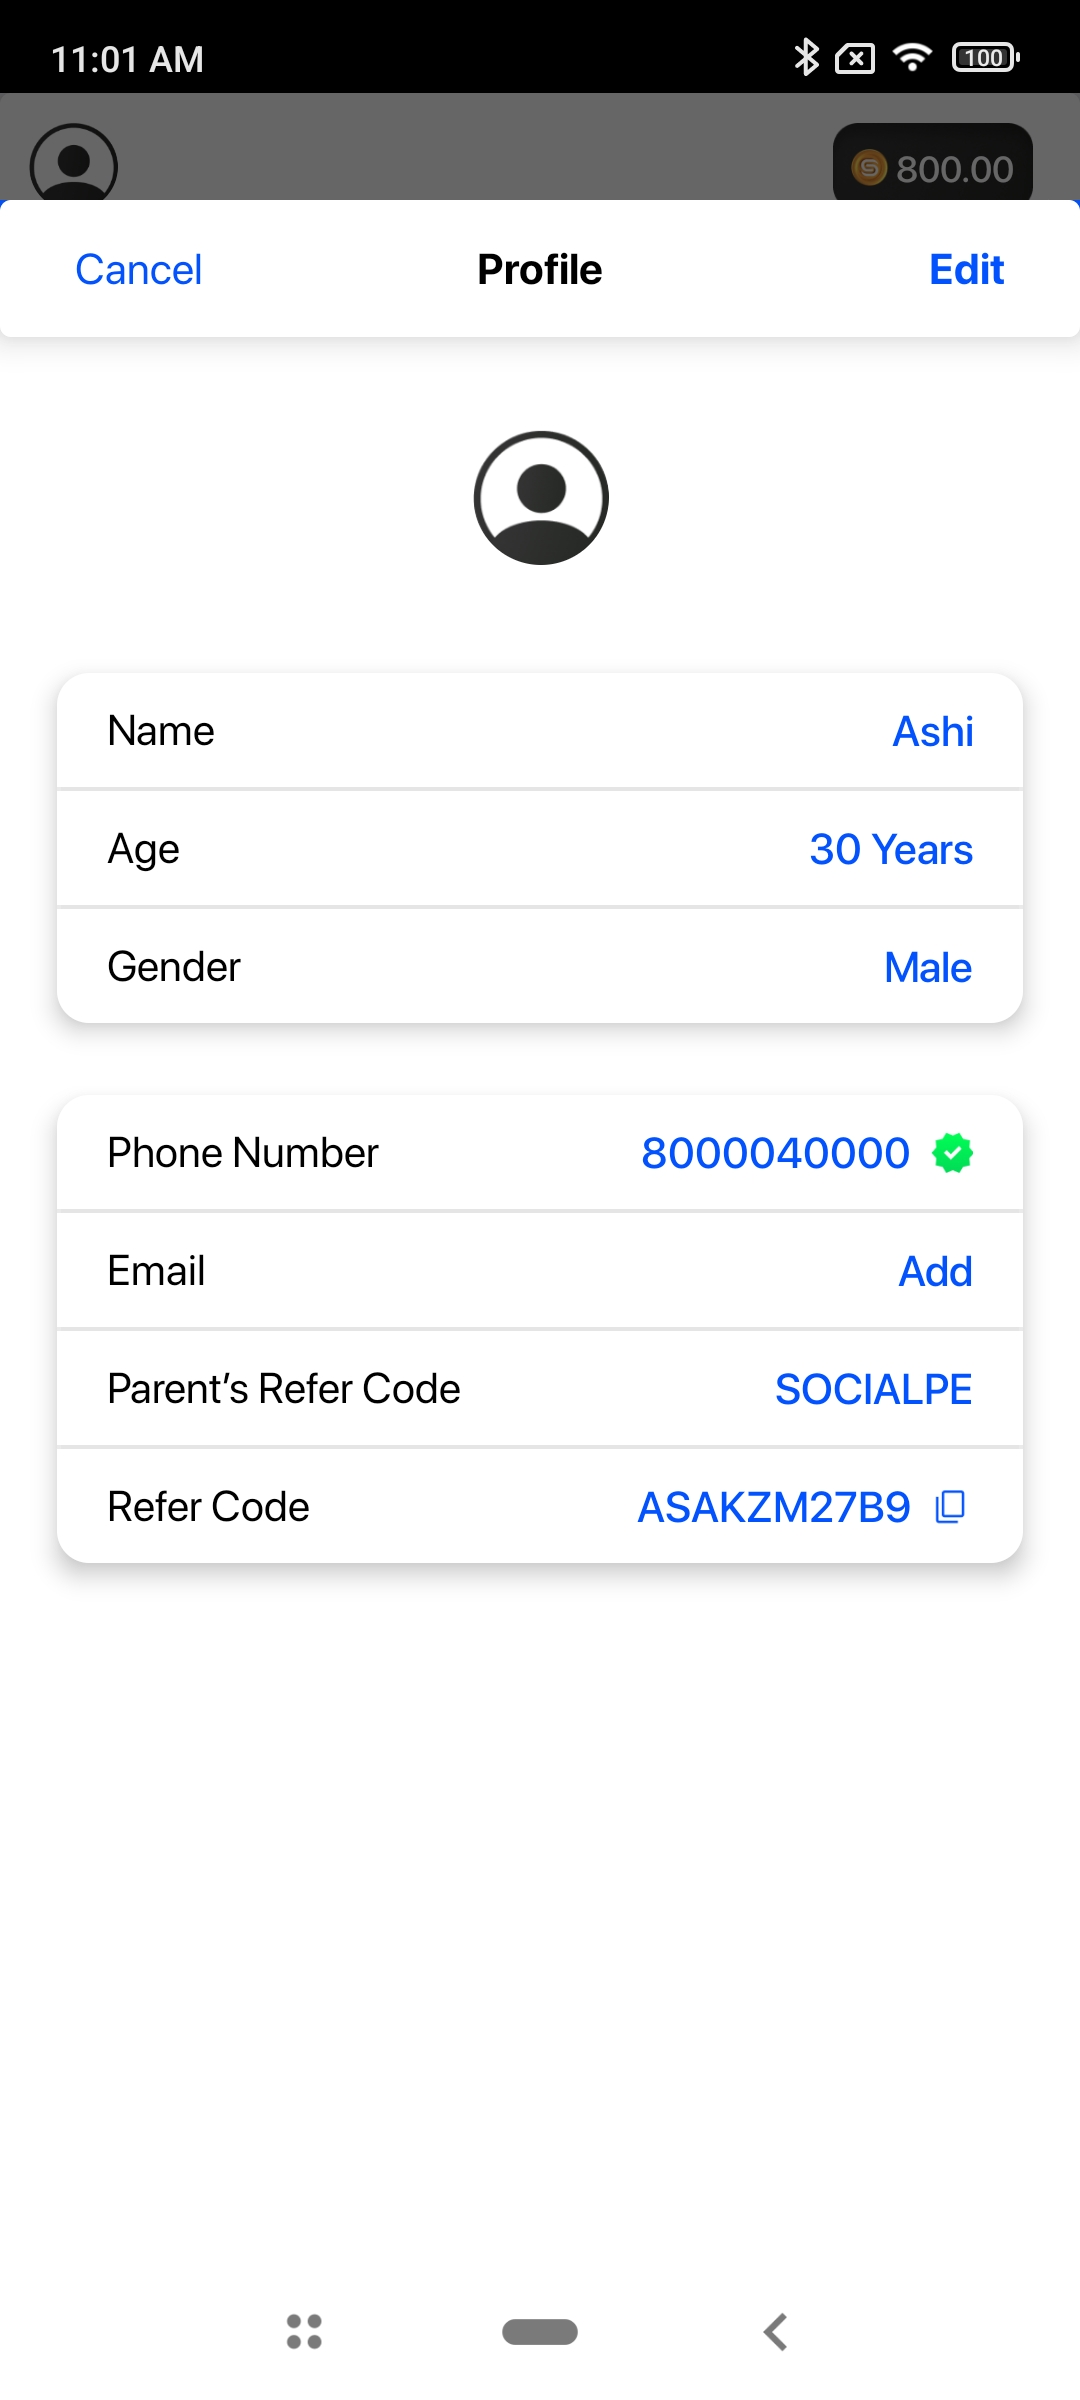 11:01 AM
100
800.00
Cancel Profile Edit
Name Ashi
Age 30 Years
Gender Male
Phone Number 8000040000
Email Add
Parent’s Refer Code SOCIALPE
Refer Code ASAKZM27B9